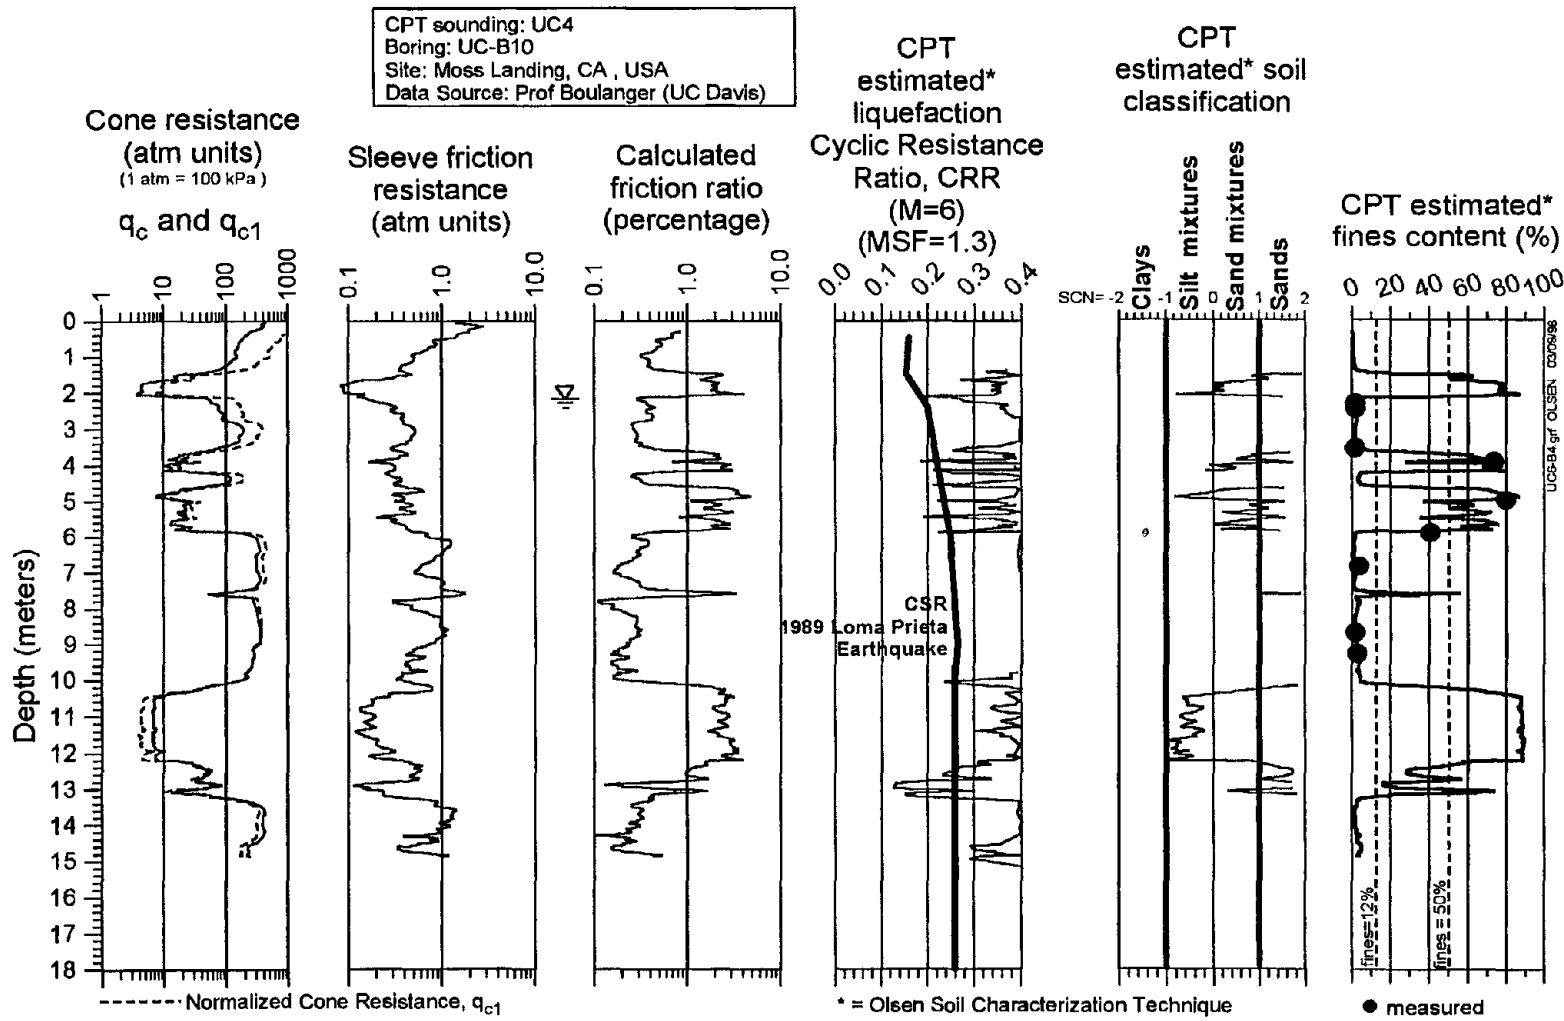 CPT sounding: UC4
Boring: UC-B10
Site: Moss Landing, CA , USA
Data Source: Prof Boulanger (UC Davis)
Cone resistance
(atm units)
(1 atm = 100 kPa )
qc and qc1
1 10 100 1000
Sleeve friction
resistance
(atm units)
0.1 1.0 10.0
Calculated
friction ratio
(percentage)
0.1 1.0 10.0
CPT
estimated*
liquefaction
Cyclic Resistance
Ratio, CRR
(M=6)
(MSF=1.3)
0.0 0.1 0.2 0.3 0.4
CPT
estimated* soil
classification
Clays
Silt mixtures
Sand mixtures
Sands
SCN= -2 -1 0 1 2
CPT estimated*
fines content (%)
0 20 40 60 80 100
Depth (meters)
0
1
2
3
4
5
6
7
8
9
10
11
12
13
14
15
16
17
18
CSR
1989 Loma Prieta
Earthquake
fines=12%
fines = 50%
UC6-B4.grf OLSEN 03/09/96
Normalized Cone Resistance, qc1
* = Olsen Soil Characterization Technique
measured